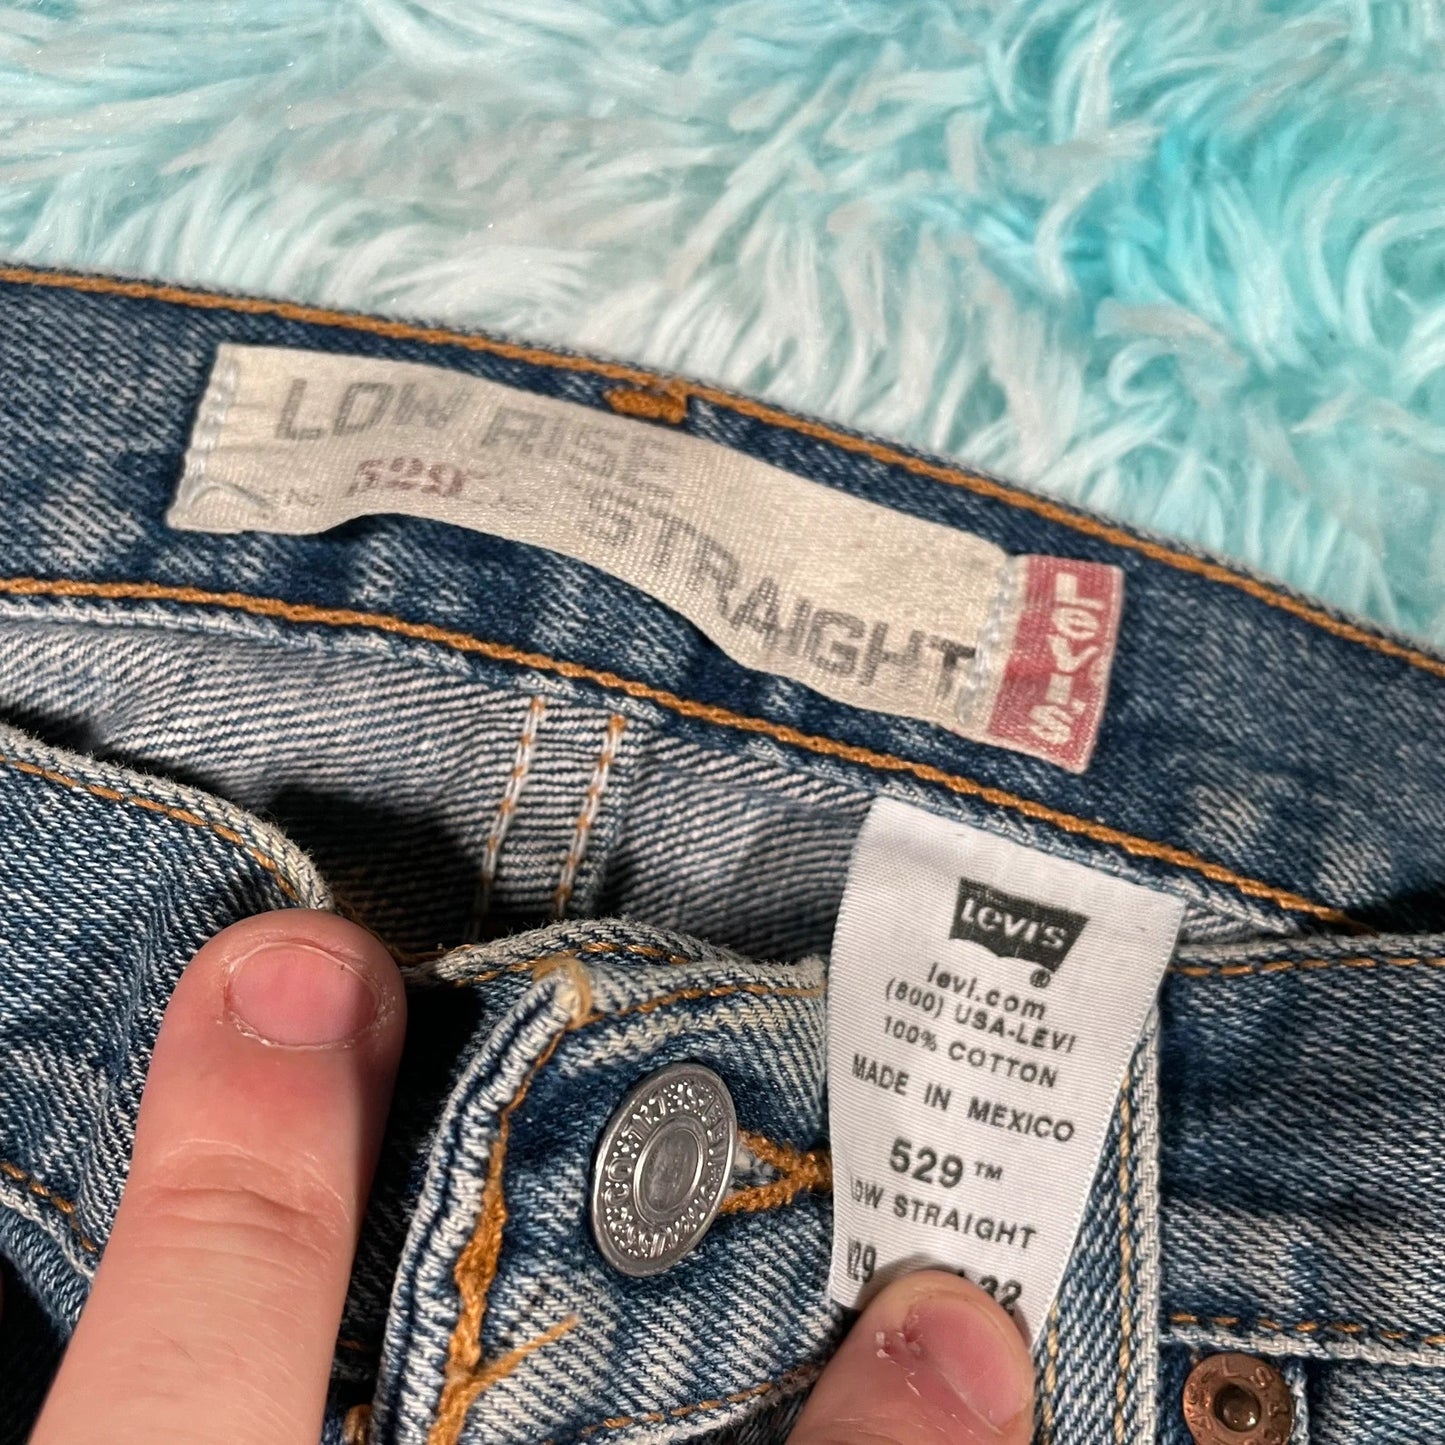 LOW RISE
529
STRAIGHT
LEVI'S
Levi's
®
levi.com
(800) USA-LEVI
100% COTTON
MADE IN MEXICO
529™
LOW STRAIGHT